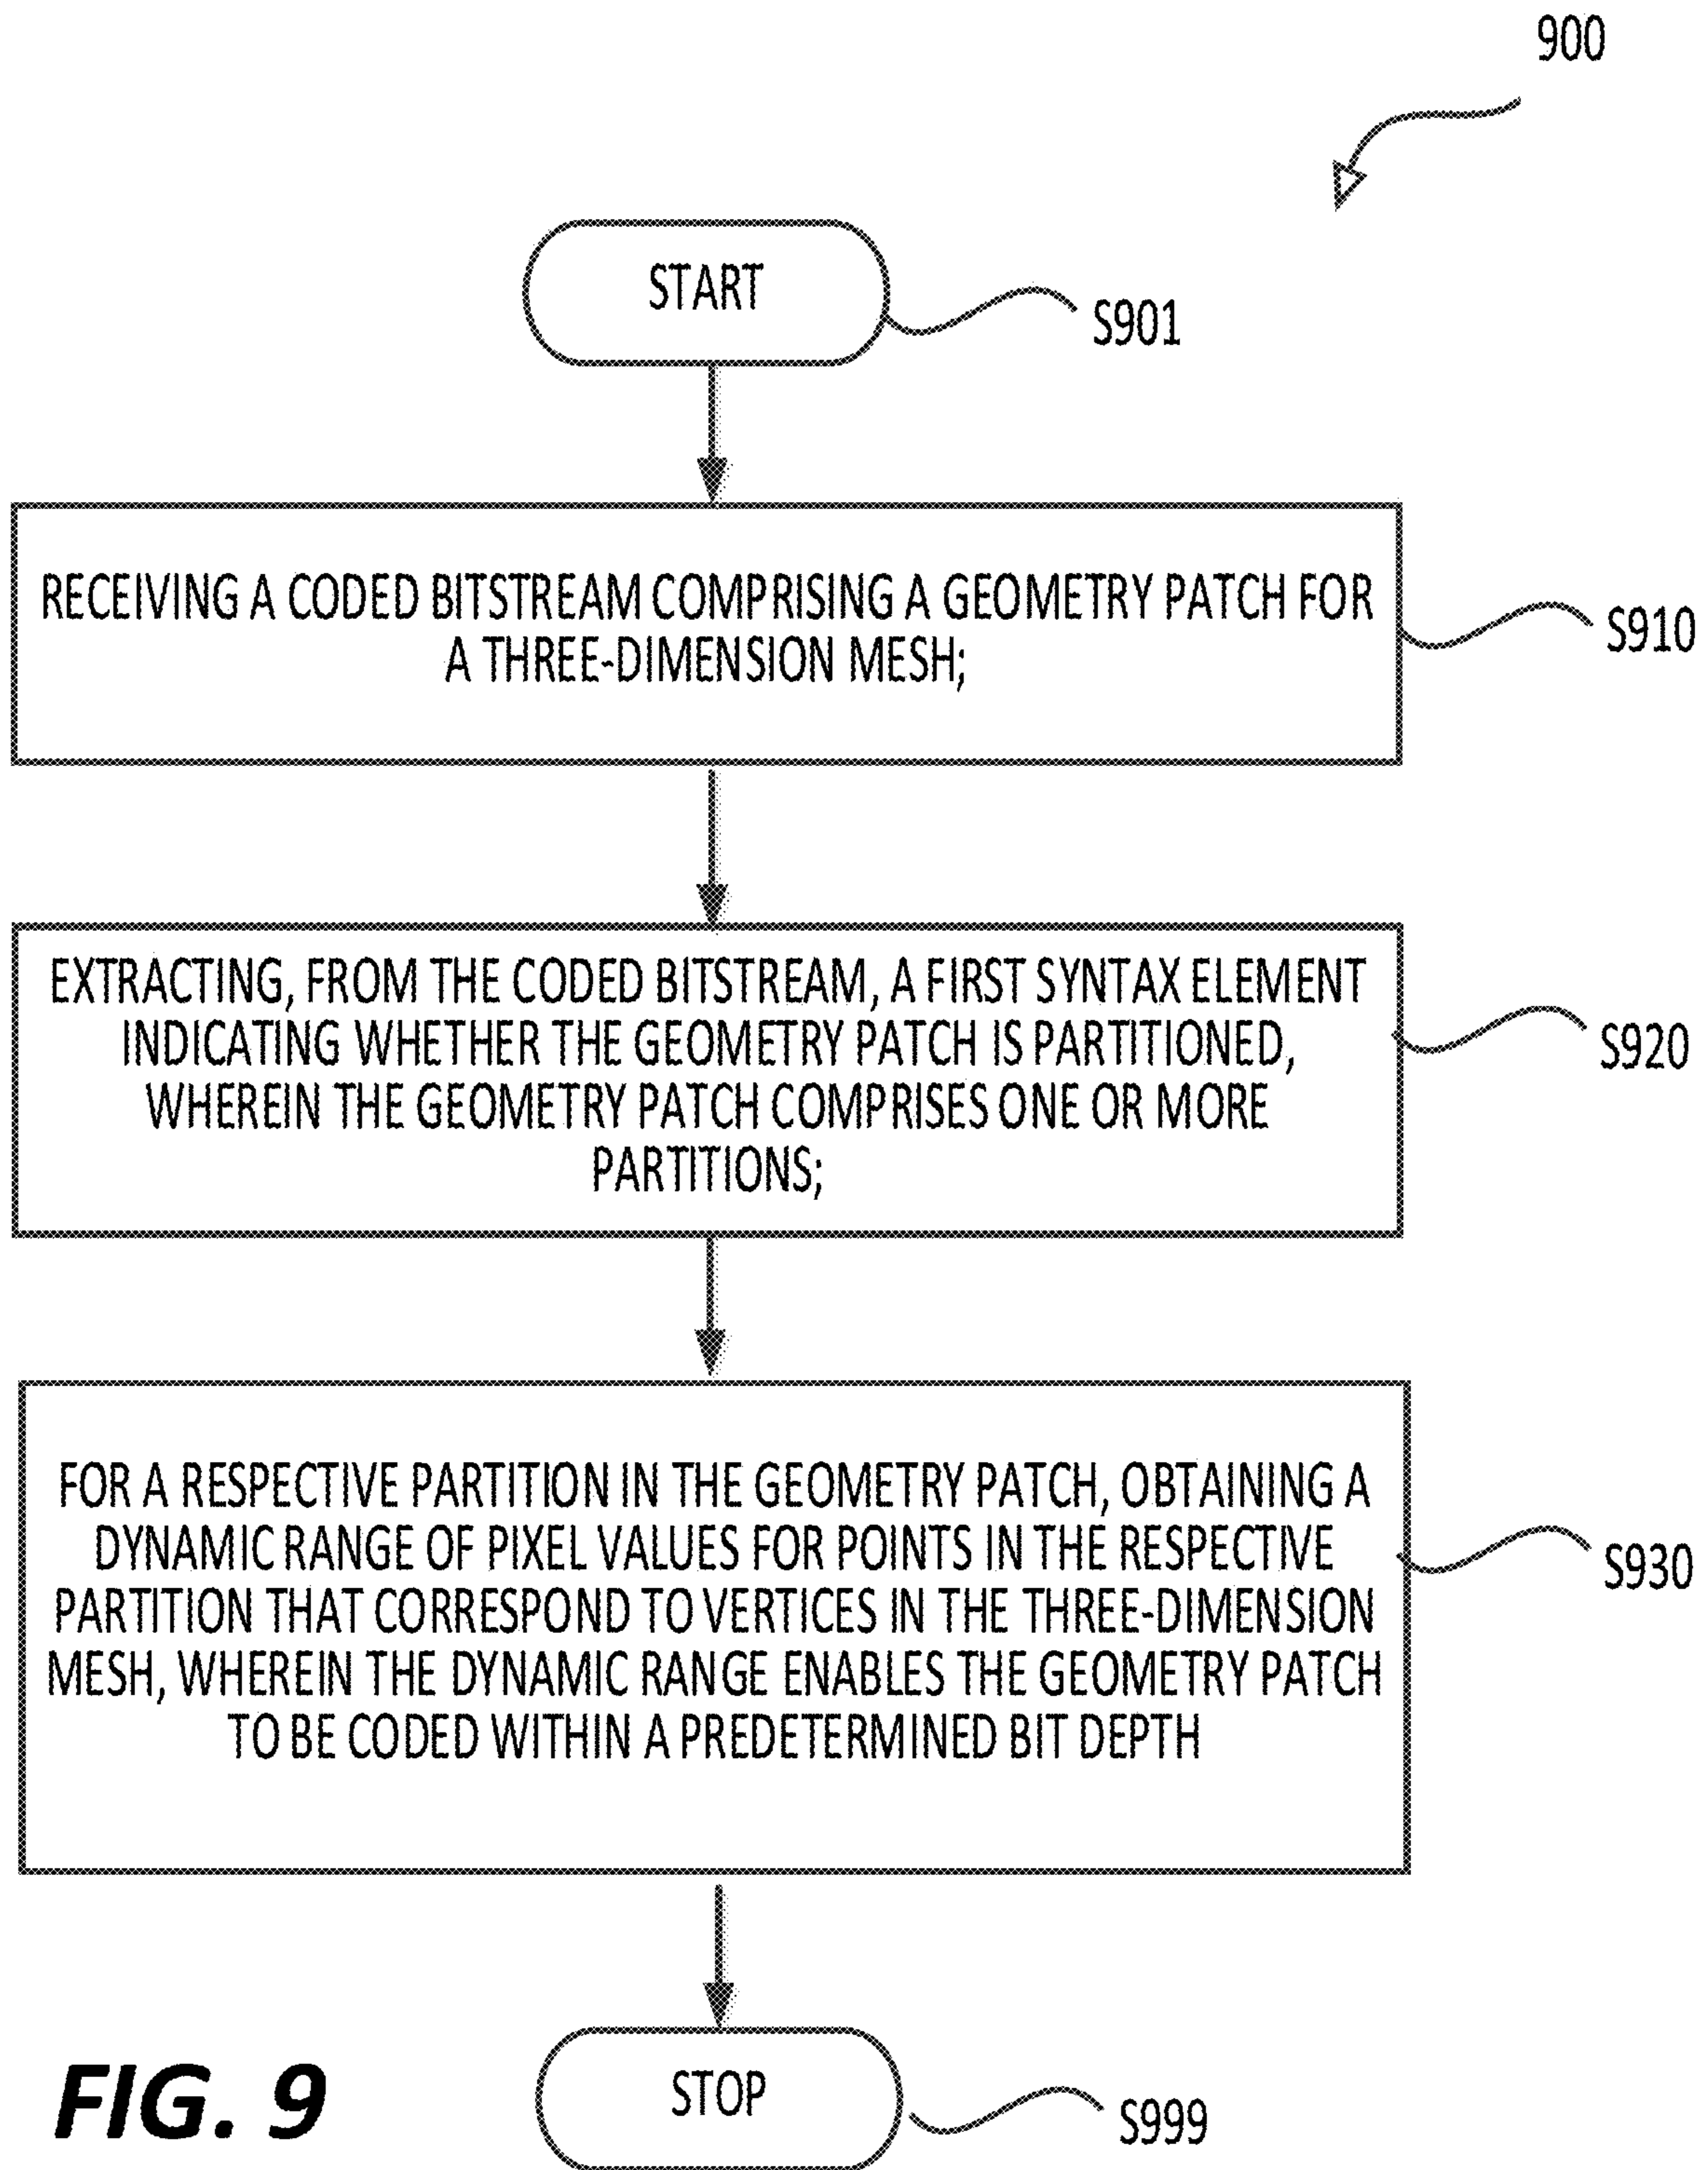 900
START
S901
RECEIVING A CODED BITSTREAM COMPRISING A GEOMETRY PATCH FOR
A THREE-DIMENSION MESH;
S910
EXTRACTING, FROM THE CODED BITSTREAM, A FIRST SYNTAX ELEMENT
INDICATING WHETHER THE GEOMETRY PATCH IS PARTITIONED,
WHEREIN THE GEOMETRY PATCH COMPRISES ONE OR MORE
PARTITIONS;
S920
FOR A RESPECTIVE PARTITION IN THE GEOMETRY PATCH, OBTAINING A
DYNAMIC RANGE OF PIXEL VALUES FOR POINTS IN THE RESPECTIVE
PARTITION THAT CORRESPOND TO VERTICES IN THE THREE-DIMENSION
MESH, WHEREIN THE DYNAMIC RANGE ENABLES THE GEOMETRY PATCH
TO BE CODED WITHIN A PREDETERMINED BIT DEPTH
S930
STOP
S999
FIG. 9